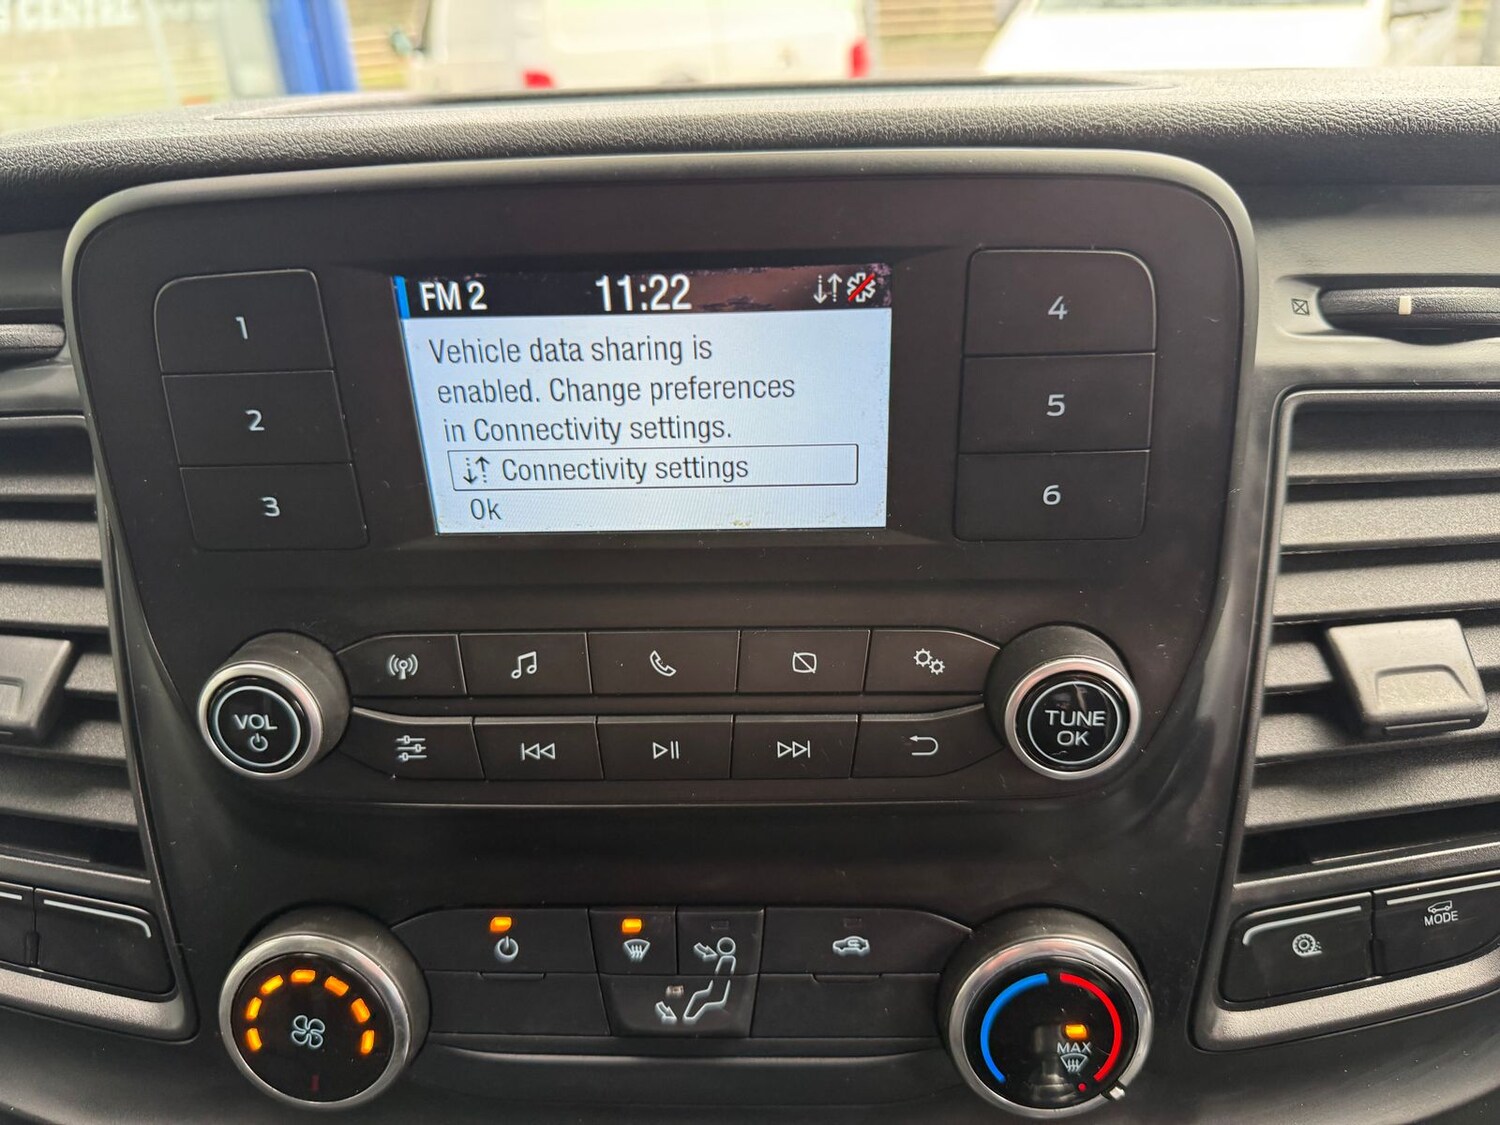 CENTRE
FM 2 11:22
Vehicle data sharing is
enabled. Change preferences
in Connectivity settings.
Connectivity settings
Ok
1
2
3
4
5
6
VOL
TUNE
OK
MODE
MAX